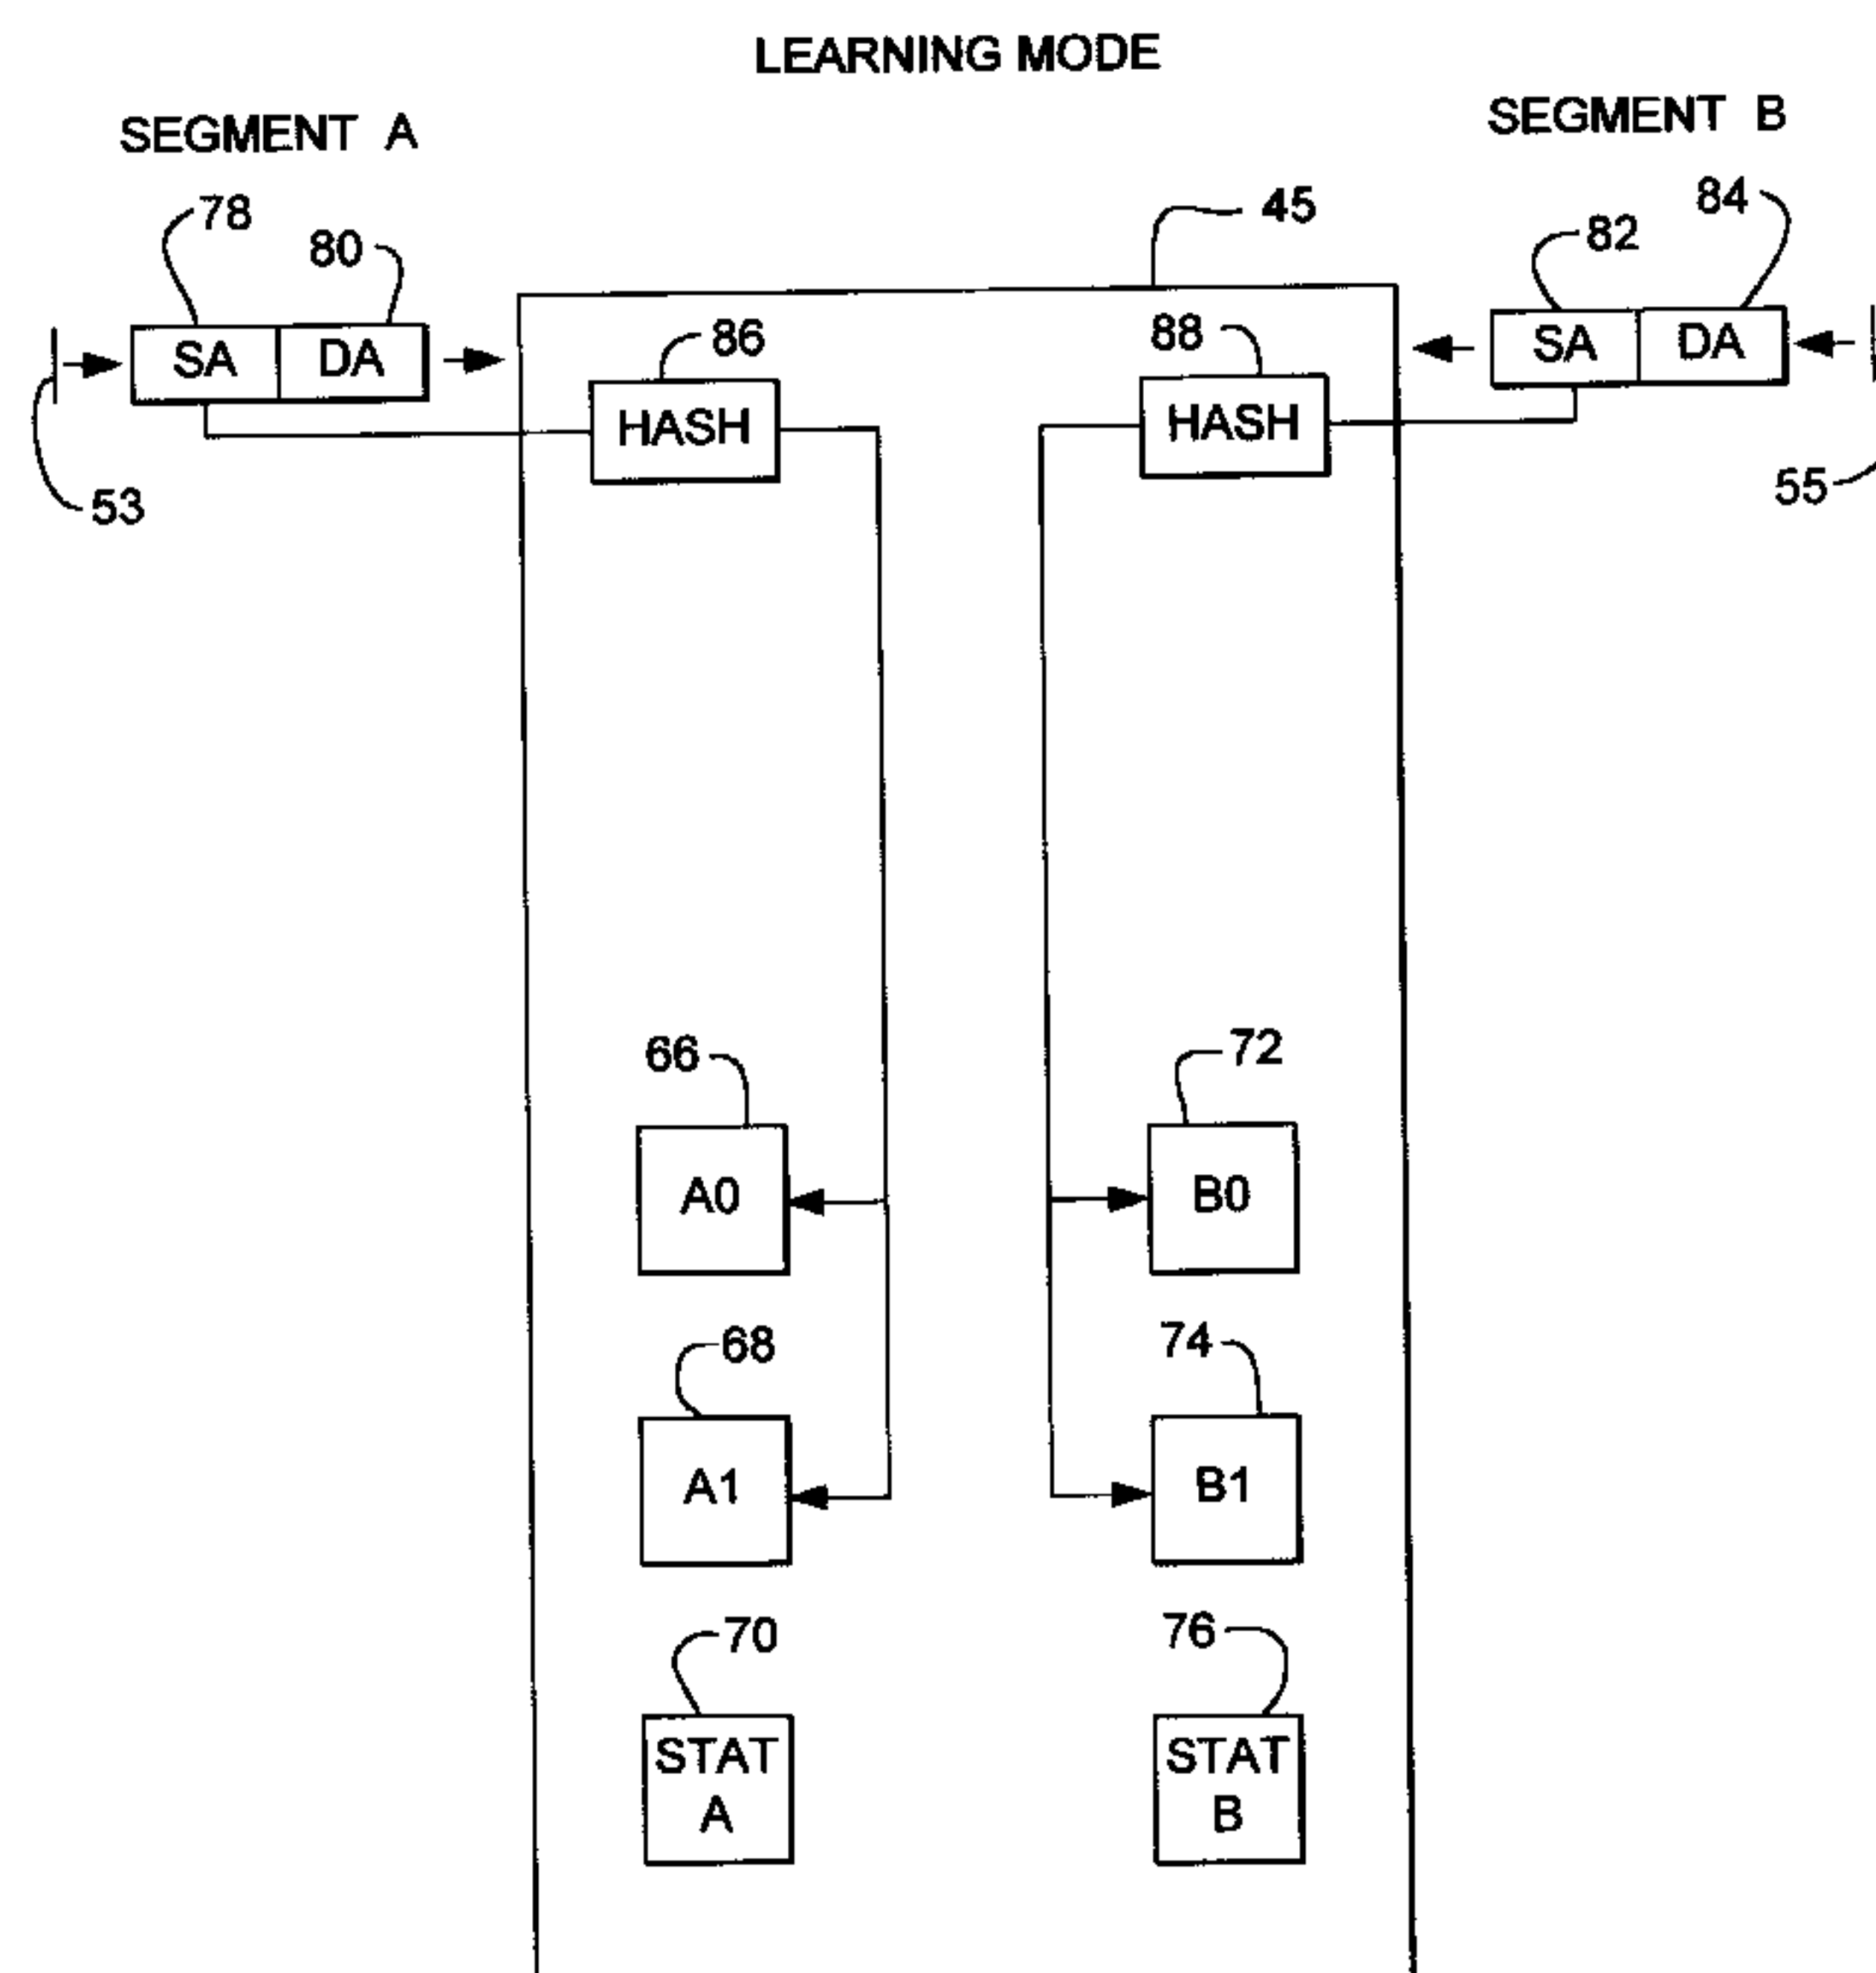 LEARNING MODE
SEGMENT A
SEGMENT B
78
80
45
82
84
SA DA
86
88
SA DA
HASH
HASH
53
55
66
72
A0
B0
68
74
A1
B1
70
76
STAT
A
STAT
B